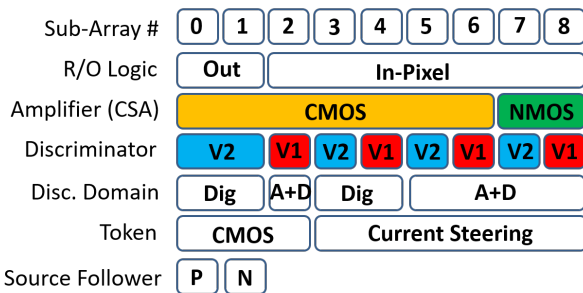 Sub-Array # 0 1 2 3 4 5 6 7 8
R/O Logic Out In-Pixel
Amplifier (CSA) CMOS NMOS
Discriminator V2 V1 V2 V1 V2 V1 V2 V1
Disc. Domain Dig A+D Dig A+D
Token CMOS Current Steering
Source Follower P N